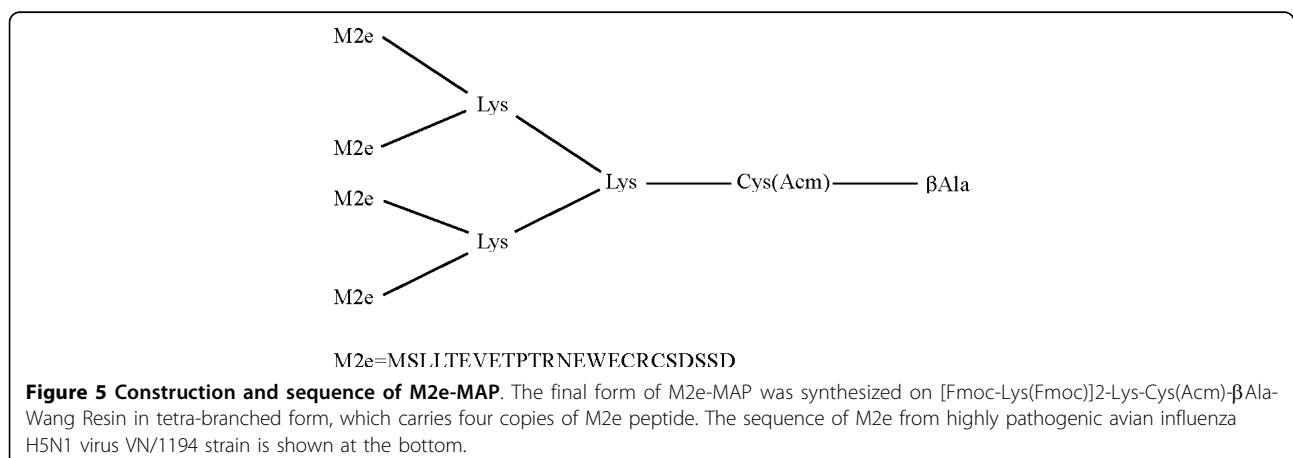 M2e
Lys
M2e
Lys
Cys(Acm)
βAla
M2e
Lys
M2e
M2e=MSLLTEVETPTRNEWECRCSDSSD
Figure 5 Construction and sequence of M2e-MAP. The final form of M2e-MAP was synthesized on [Fmoc-Lys(Fmoc)]2-Lys-Cys(Acm)-βAla-
Wang Resin in tetra-branched form, which carries four copies of M2e peptide. The sequence of M2e from highly pathogenic avian influenza
H5N1 virus VN/1194 strain is shown at the bottom.